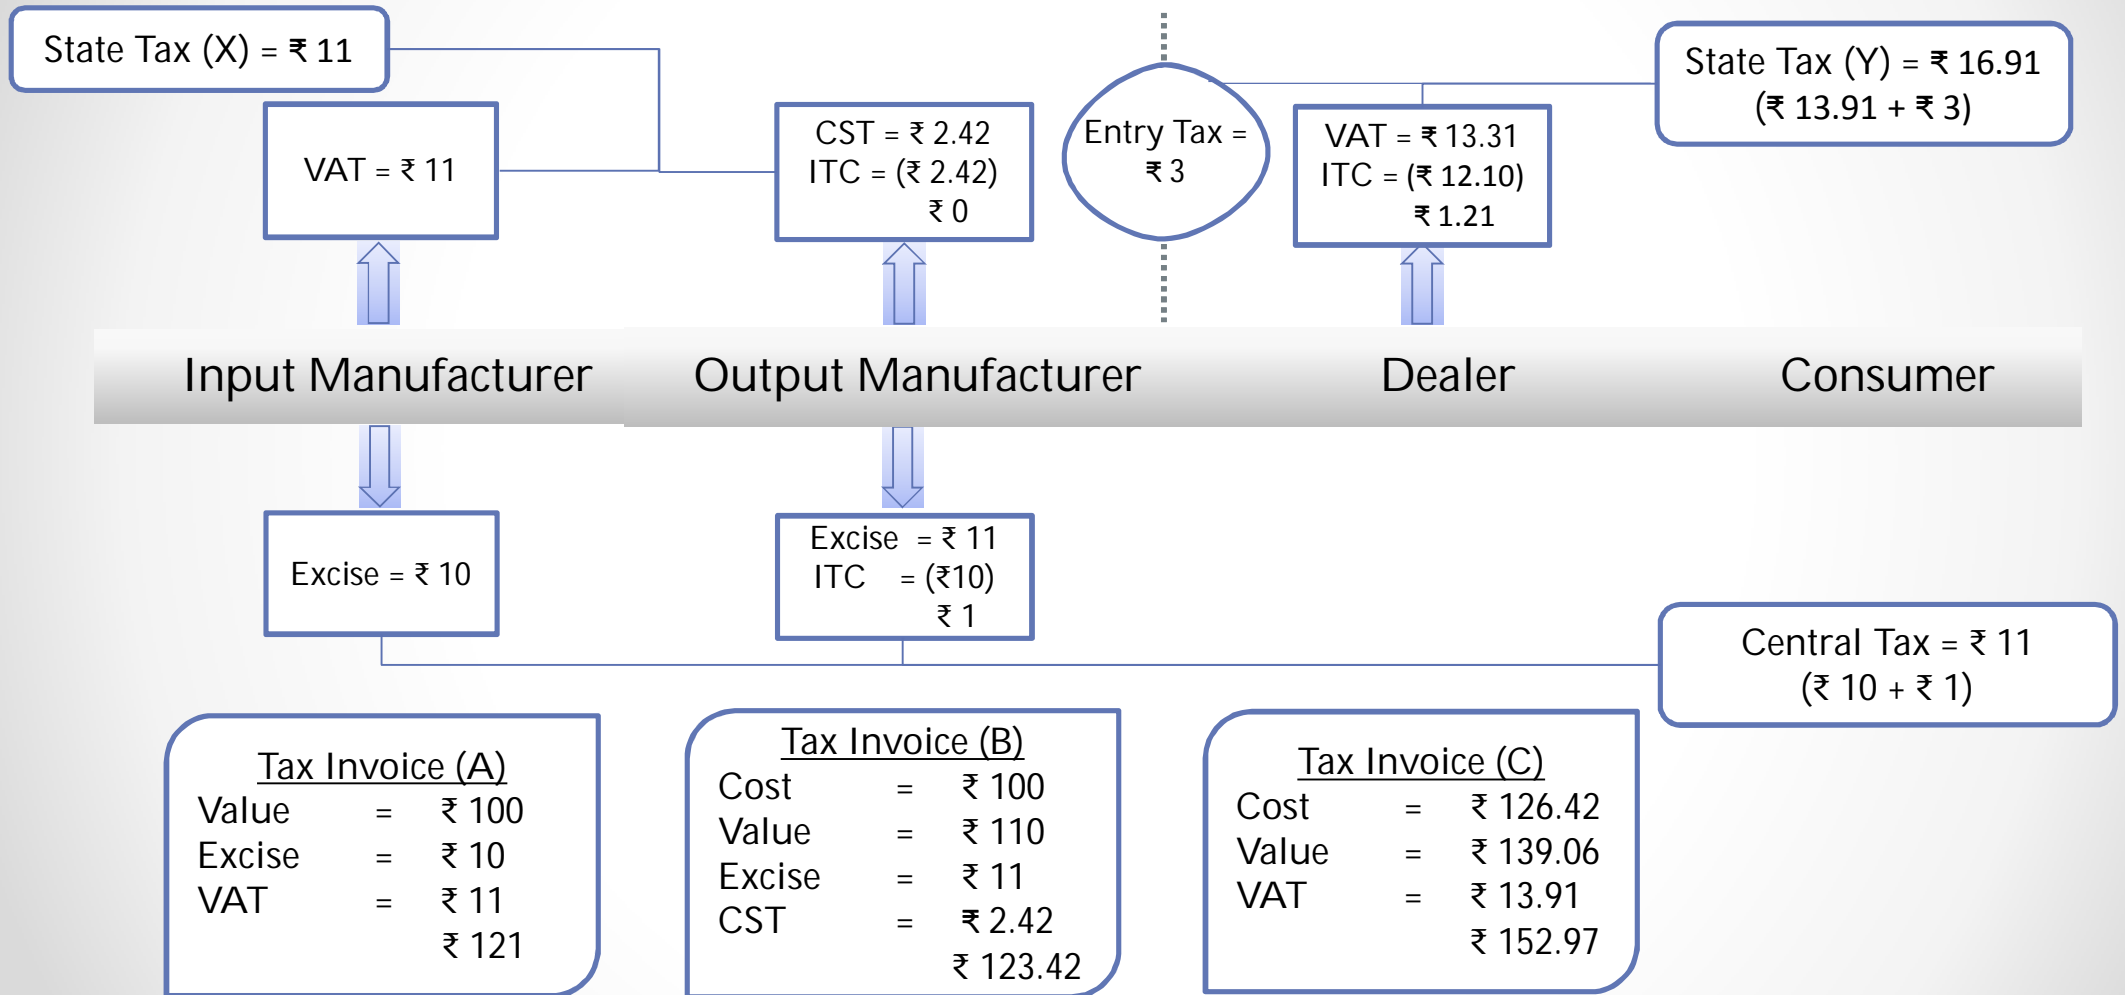 State Tax (X) = ₹ 11
State Tax (Y) = ₹ 16.91
(₹ 13.91 + ₹ 3)
VAT = ₹ 11
CST = ₹ 2.42
ITC = (₹ 2.42)
₹ 0
Entry Tax =
₹ 3
VAT = ₹ 13.31
ITC = (₹ 12.10)
₹ 1.21
Input Manufacturer
Output Manufacturer
Dealer
Consumer
Excise = ₹ 10
Excise = ₹ 11
ITC = (₹10)
₹ 1
Central Tax = ₹ 11
(₹ 10 + ₹ 1)
Tax Invoice (A)
Value = ₹ 100
Excise = ₹ 10
VAT = ₹ 11
₹ 121
Tax Invoice (B)
Cost = ₹ 100
Value = ₹ 110
Excise = ₹ 11
CST = ₹ 2.42
₹ 123.42
Tax Invoice (C)
Cost = ₹ 126.42
Value = ₹ 139.06
VAT = ₹ 13.91
₹ 152.97